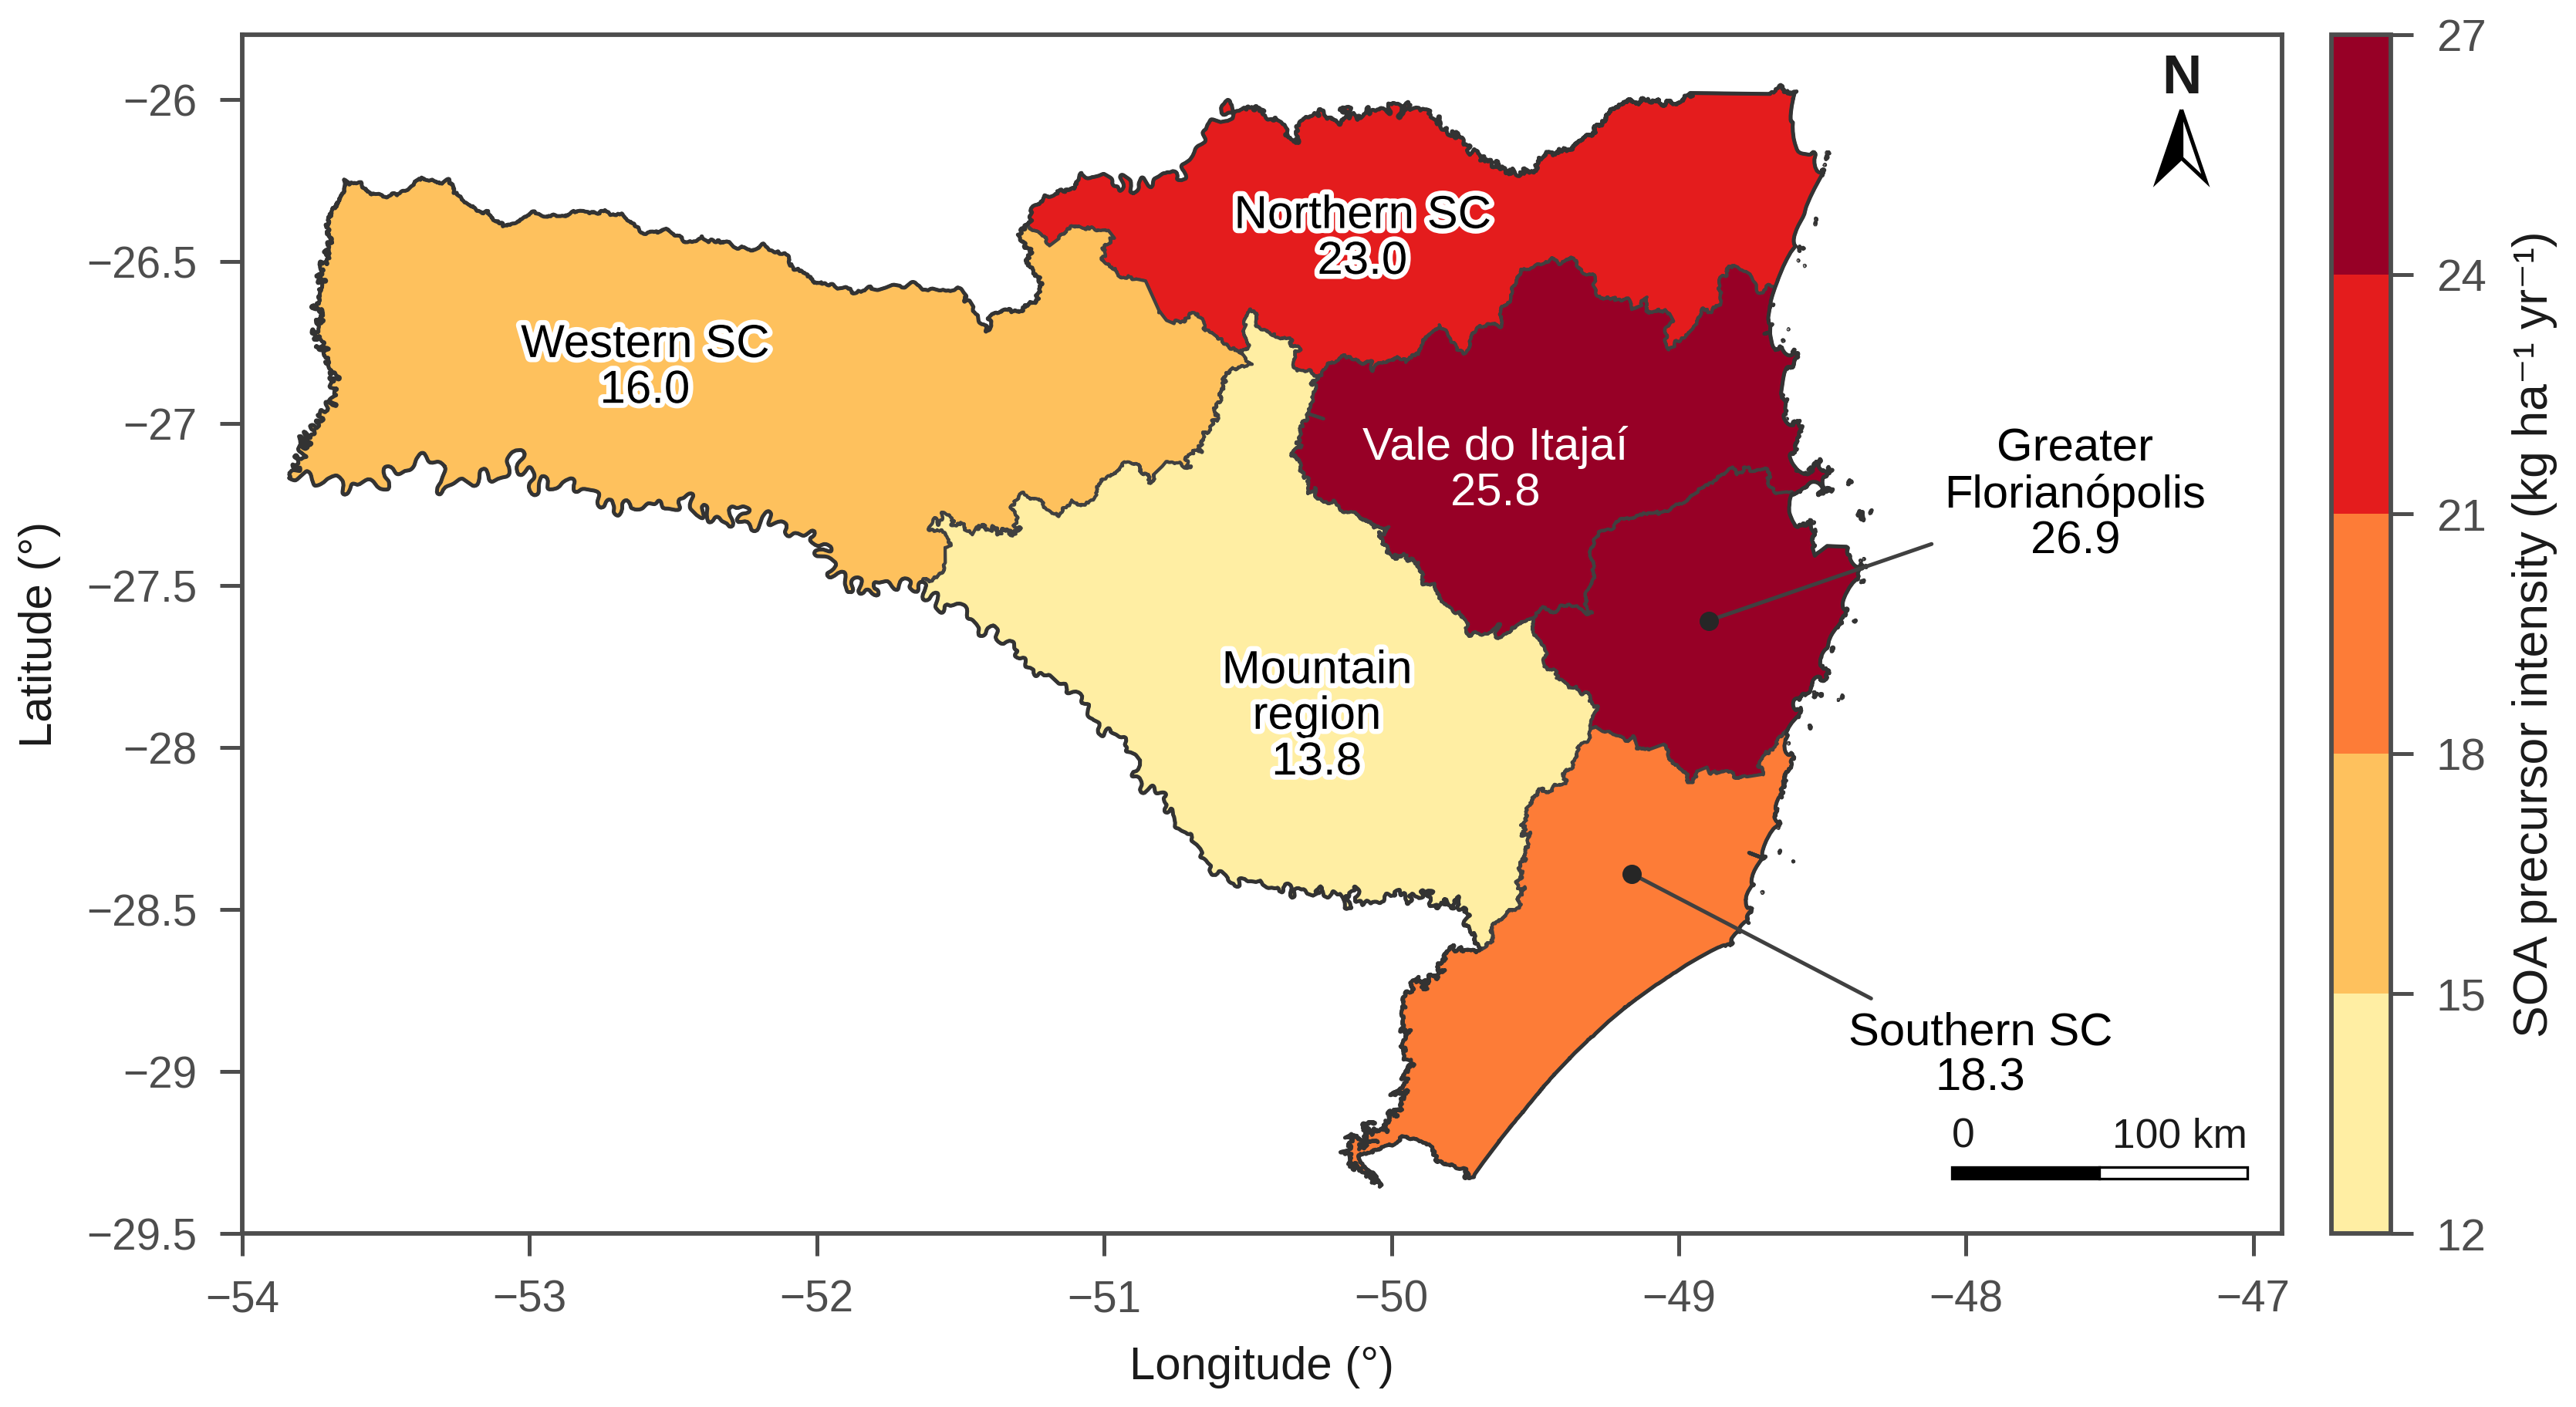 N
Northern SC
23.0
Western SC
16.0
Vale do Itajaí
25.8
Greater
Florianópolis
26.9
Mountain
region
13.8
Southern SC
18.3
0 100 km
−26
−26.5
−27
−27.5
−28
−28.5
−29
−29.5
Latitude (°)
−54 −53 −52 −51 −50 −49 −48 −47
Longitude (°)
27
24
21
18
15
12
SOA precursor intensity (kg ha⁻¹ yr⁻¹)